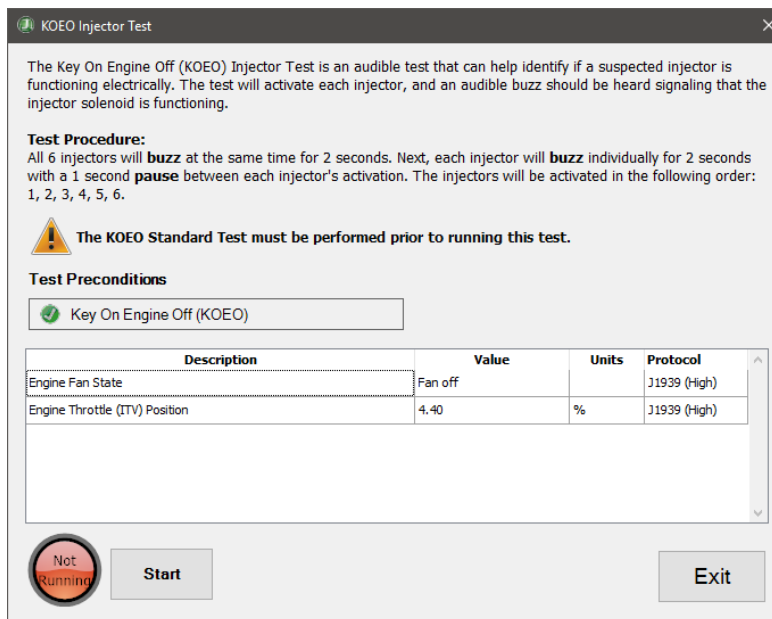 KOEO Injector Test
The Key On Engine Off (KOEO) Injector Test is an audible test that can help identify if a suspected injector is
functioning electrically. The test will activate each injector, and an audible buzz should be heard signaling that the
injector solenoid is functioning.
Test Procedure:
All 6 injectors will buzz at the same time for 2 seconds. Next, each injector will buzz individually for 2 seconds
with a 1 second pause between each injector's activation. The injectors will be activated in the following order:
1, 2, 3, 4, 5, 6.
The KOEO Standard Test must be performed prior to running this test.
Test Preconditions
Key On Engine Off (KOEO)
Description Value Units Protocol
Engine Fan State Fan off J1939 (High)
Engine Throttle (ITV) Position 4.40 % J1939 (High)
Not
Running
Start
Exit